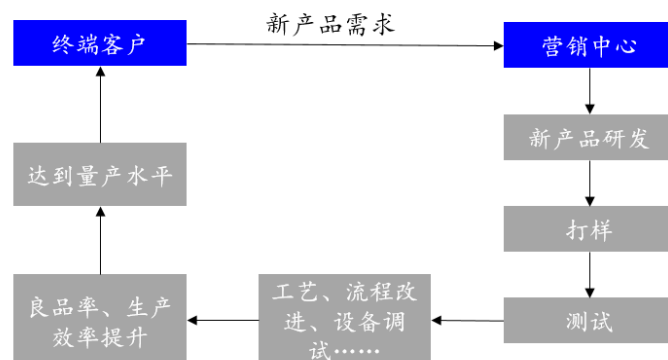 新产品需求
终端客户
营销中心
新产品研发
达到量产水平
打样
良品率、生产
效率提升
工艺、流程改
进、设备调
试……
测试